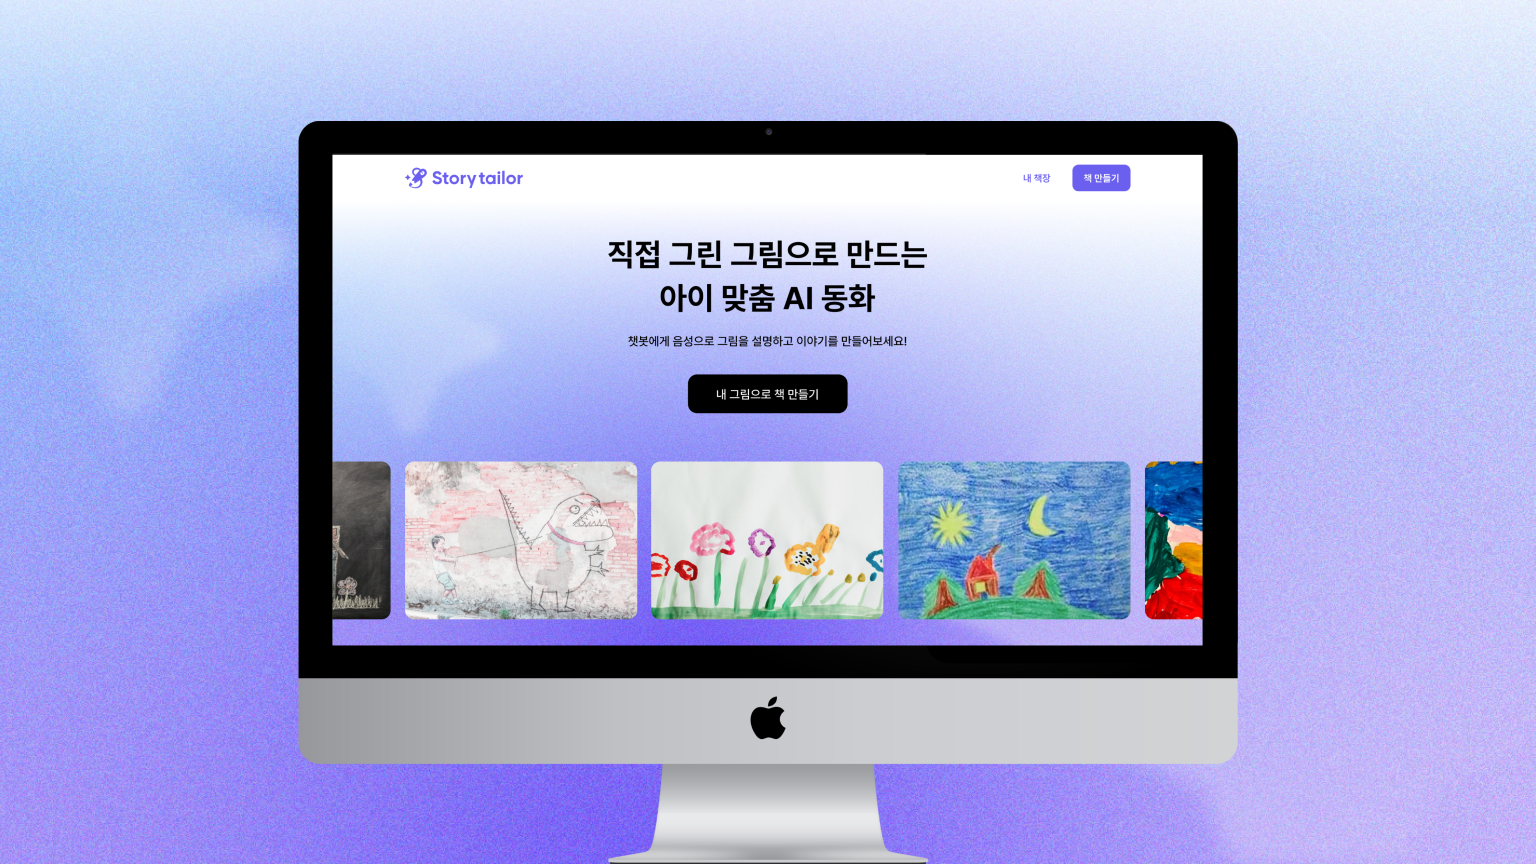 Story tailor
내 책장
책 만들기
직접 그린 그림으로 만드는
아이 맞춤 AI 동화
챗봇에게 음성으로 그림을 설명하고 이야기를 만들어보세요!
내 그림으로 책 만들기